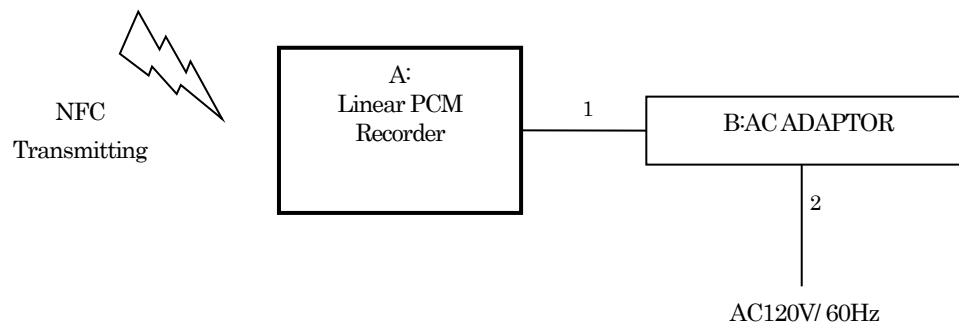 NFC
Transmitting
A:
Linear PCM
Recorder
1
B:AC ADAPTOR
2
AC120V/ 60Hz